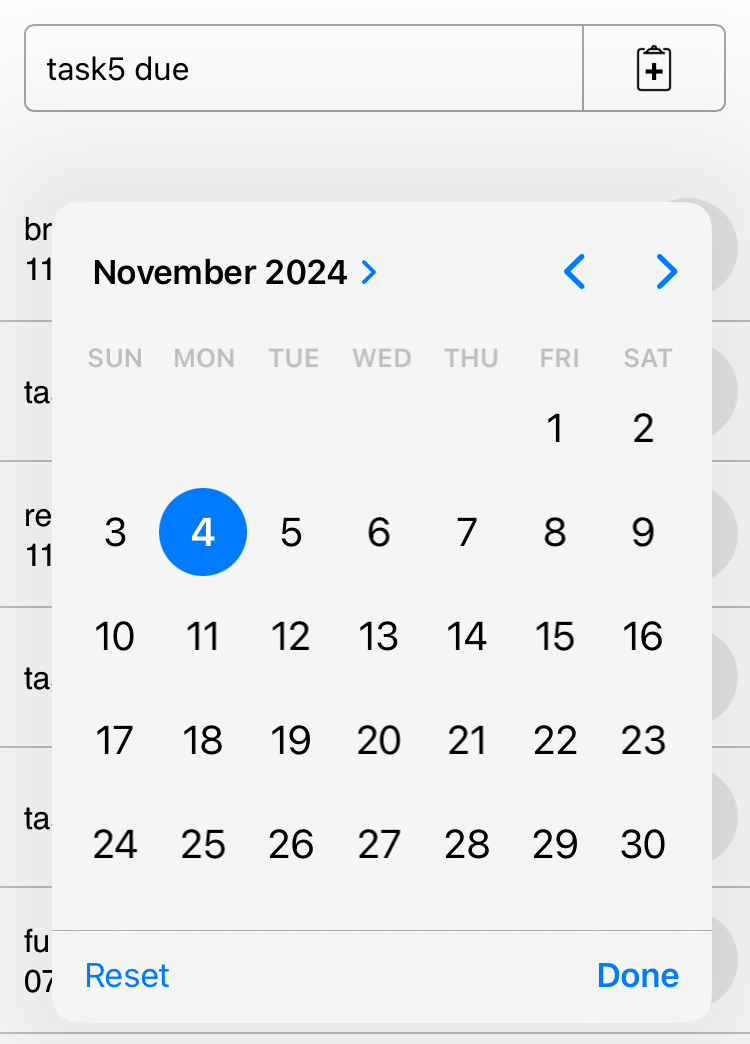 task5 due
November 2024
SUN MON TUE WED THU FRI SAT
1 2
3 4 5 6 7 8 9
10 11 12 13 14 15 16
17 18 19 20 21 22 23
24 25 26 27 28 29 30
Reset Done